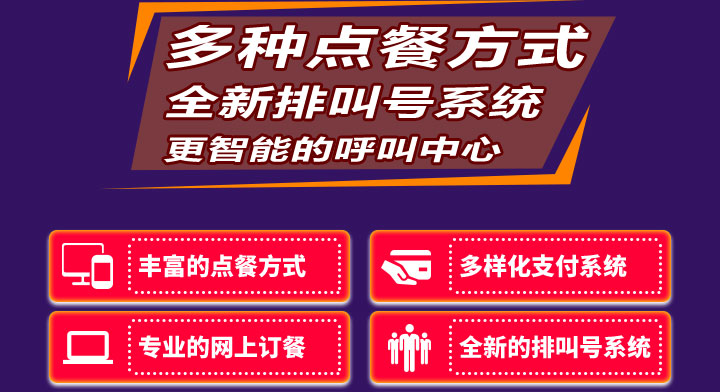 多种点餐方式
全新排叫号系统
更智能的呼叫中心
丰富的点餐方式
多样化支付系统
专业的网上订餐
全新的排叫号系统